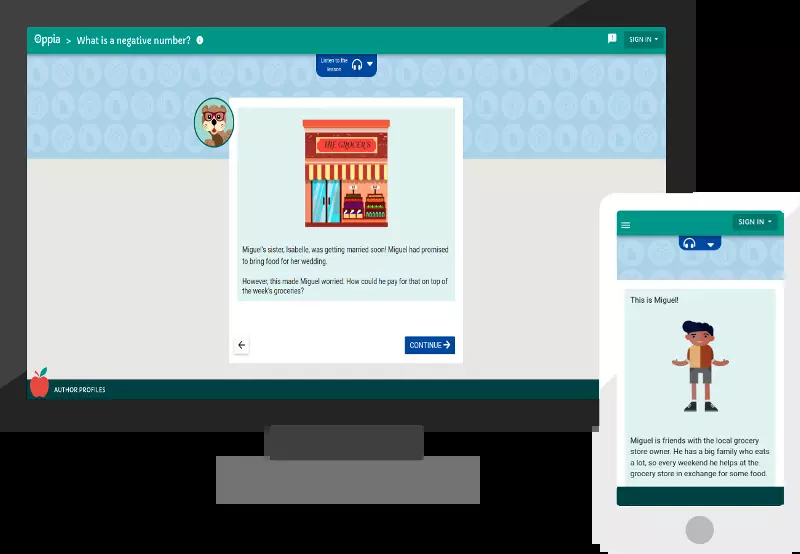 Oppia > What is a negative number?
SIGN IN
Listen to the
lesson
THE GROCER'S
Miguel's sister, Isabelle, was getting married soon! Miguel had promised
to bring food for her wedding.
However, this made Miguel worried. How could he pay for that on top of
the week's groceries?
CONTINUE
AUTHOR PROFILES
SIGN IN
This is Miguel!
Miguel is friends with the local grocery
store owner. He has a big family who eats
a lot, so every weekend he helps at the
grocery store in exchange for some food.